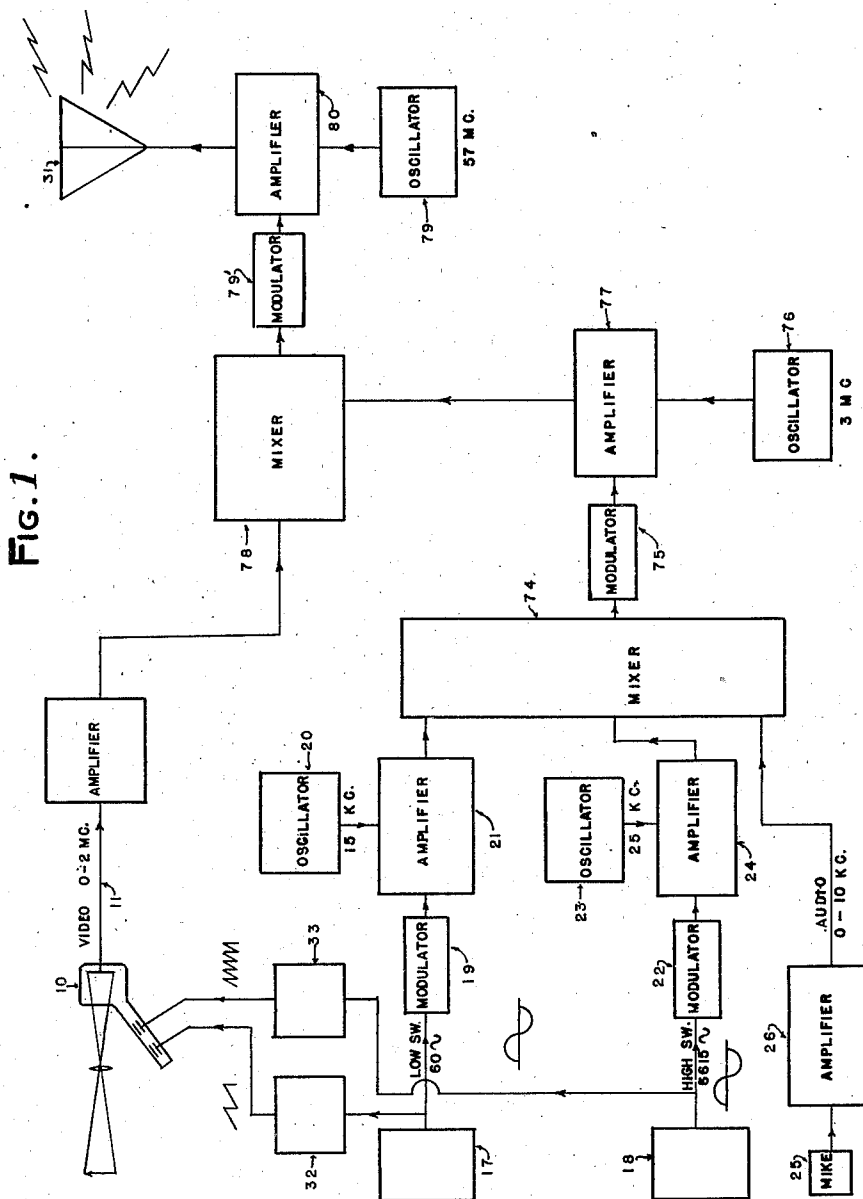 FIG. 1.
31
AMPLIFIER
80
OSCILLATOR
79
57 MC.
MODULATOR
79'
MIXER
78
AMPLIFIER
77
OSCILLATOR
76
3 MC
MODULATOR
75
MIXER
74
AMPLIFIER
VIDEO 0-2 MC.
11
10
OSCILLATOR
20
15 KC.
AMPLIFIER
21
OSCILLATOR
23
25 KC.
AMPLIFIER
24
33
32
MODULATOR
19
LOW SW.
60~
17
MODULATOR
22
HIGH SW.
5615~
18
AUDIO
0-10 KC.
AMPLIFIER
26
MIKE
25